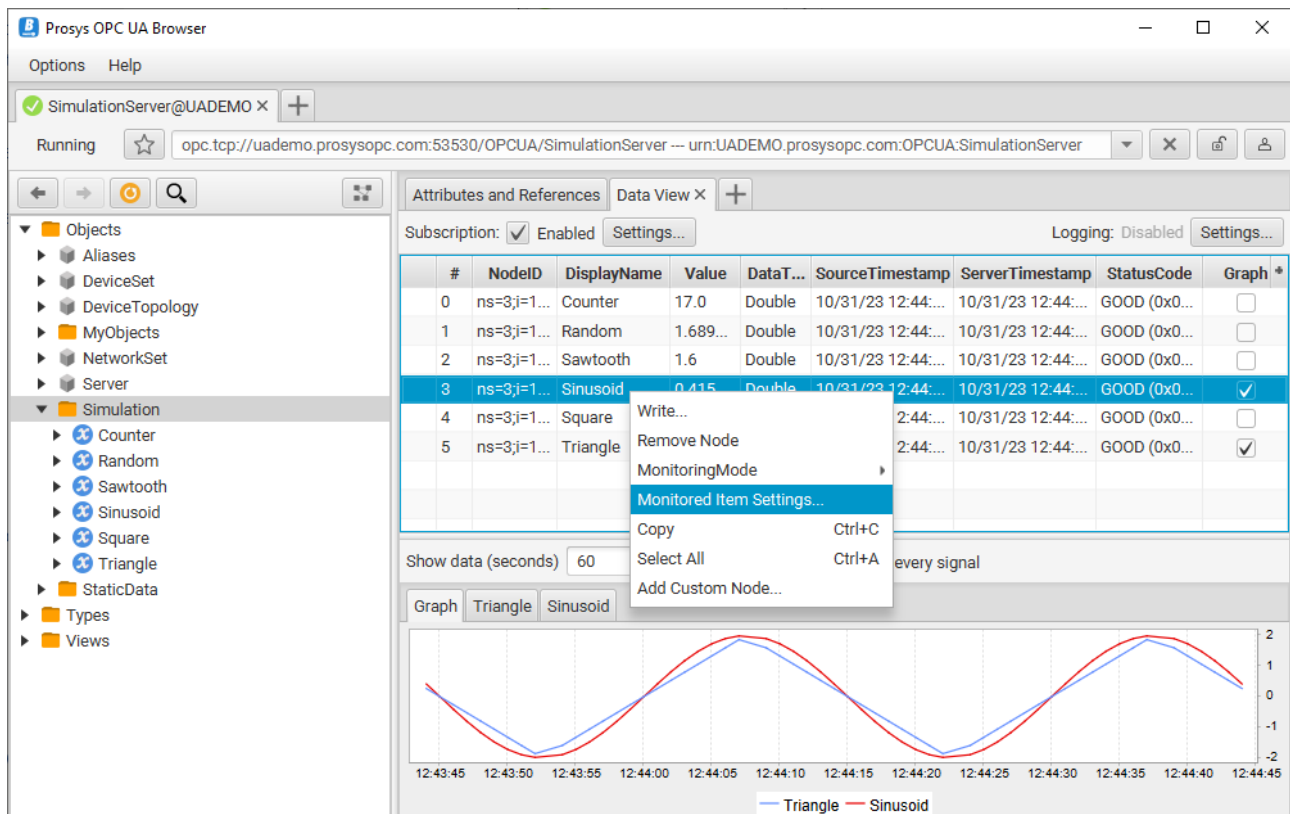 Prosys OPC UA Browser
Options Help
SimulationServer@UADEMO
Running opc.tcp://uademo.prosysopc.com:53530/OPCUA/SimulationServer --- urn:UADEMO.prosysopc.com:OPCUA:SimulationServer
Objects
Aliases
DeviceSet
DeviceTopology
MyObjects
NetworkSet
Server
Simulation
Counter
Random
Sawtooth
Sinusoid
Square
Triangle
StaticData
Types
Views
Attributes and References Data View
Subscription: Enabled Settings... Logging: Disabled Settings...
# NodeID DisplayName Value DataT... SourceTimestamp ServerTimestamp StatusCode Graph
0 ns=3;i=1... Counter 17.0 Double 10/31/23 12:44:... 10/31/23 12:44:... GOOD (0x0...
1 ns=3;i=1... Random 1.689... Double 10/31/23 12:44:... 10/31/23 12:44:... GOOD (0x0...
2 ns=3;i=1... Sawtooth 1.6 Double 10/31/23 12:44:... 10/31/23 12:44:... GOOD (0x0...
3 ns=3;i=1... Sinusoid 0.415... Double 10/31/23 12:44:... 10/31/23 12:44:... GOOD (0x0...
4 ns=3;i=1... Square 2:44:... 10/31/23 12:44:... GOOD (0x0...
5 ns=3;i=1... Triangle 2:44:... 10/31/23 12:44:... GOOD (0x0...
Write...
Remove Node
MonitoringMode
Monitored Item Settings...
Copy Ctrl+C
Select All Ctrl+A
Add Custom Node...
Show data (seconds) 60 every signal
Graph Triangle Sinusoid
2
1
0
-1
-2
12:43:45 12:43:50 12:43:55 12:44:00 12:44:05 12:44:10 12:44:15 12:44:20 12:44:25 12:44:30 12:44:35 12:44:40 12:44:45
Triangle Sinusoid